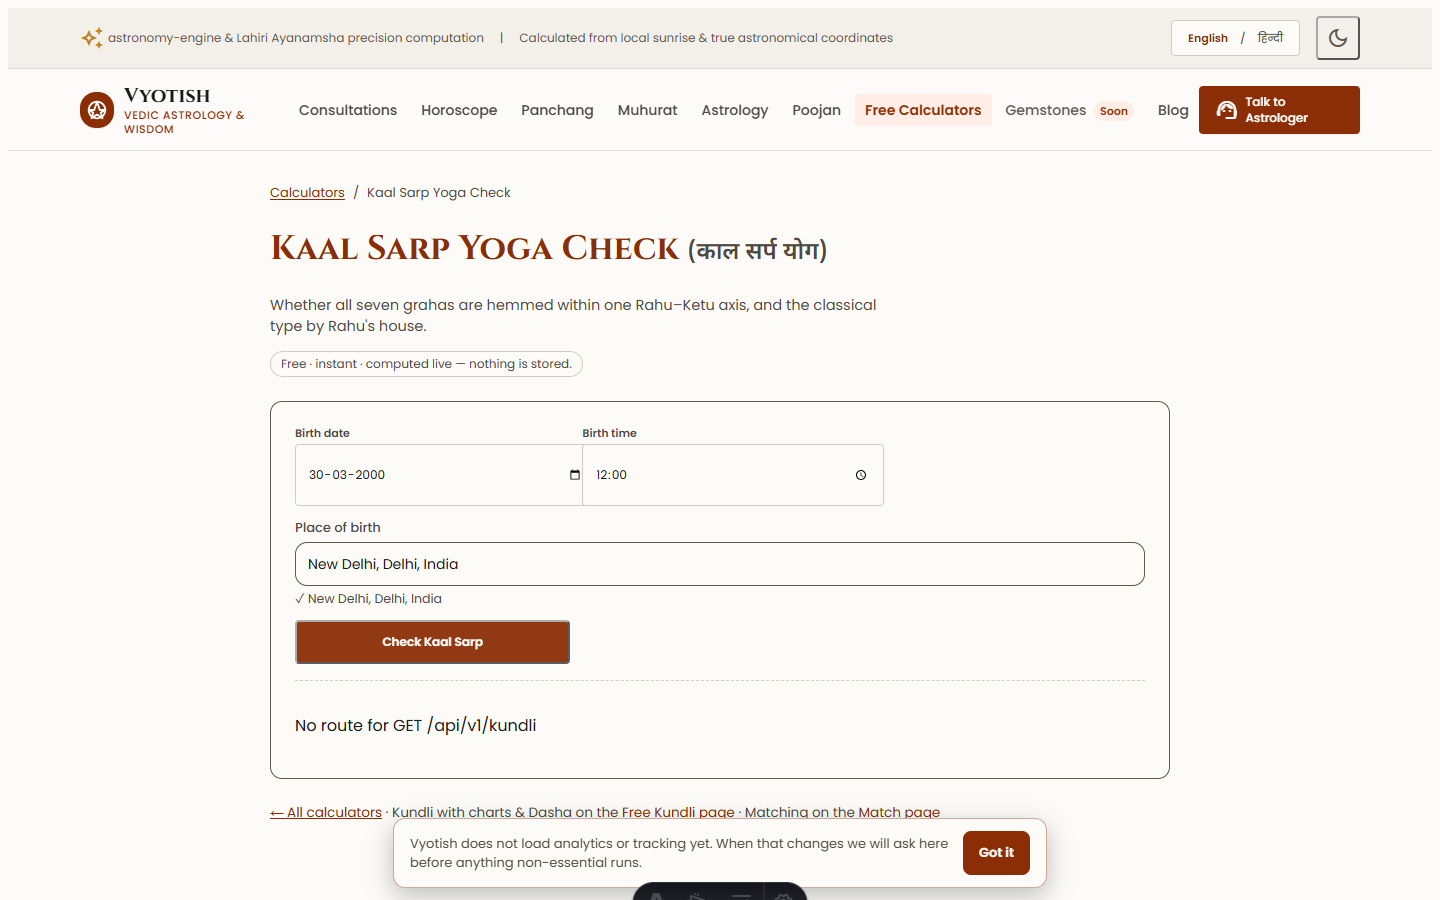 astronomy-engine & Lahiri Ayanamsha precision computation | Calculated from local sunrise & true astronomical coordinates
English / हिन्दी
Vyotish
VEDIC ASTROLOGY & WISDOM
Consultations Horoscope Panchang Muhurat Astrology Poojan Free Calculators Gemstones Soon Blog
Talk to Astrologer
Calculators / Kaal Sarp Yoga Check
Kaal Sarp Yoga Check (काल सर्प योग)
Whether all seven grahas are hemmed within one Rahu–Ketu axis, and the classical
type by Rahu's house.
Free · instant · computed live — nothing is stored.
Birth date Birth time
30-03-2000 12:00
Place of birth
New Delhi, Delhi, India
✓ New Delhi, Delhi, India
Check Kaal Sarp
No route for GET /api/v1/kundli
← All calculators · Kundli with charts & Dasha on the Free Kundli page · Matching on the Match page
Vyotish does not load analytics or tracking yet. When that changes we will ask here
before anything non-essential runs.
Got it